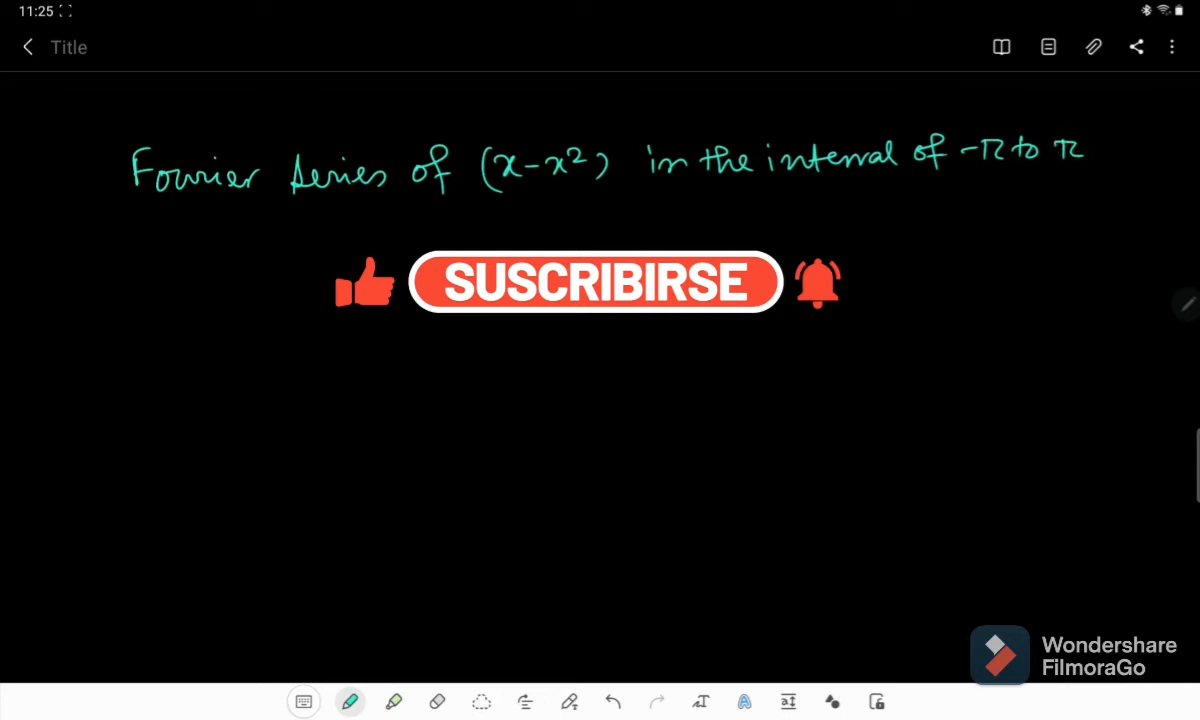 11:25
Title
Fourier Series of (x-x²) in the interval of -π to π
SUSCRIBIRSE
Wondershare
FilmoraGo